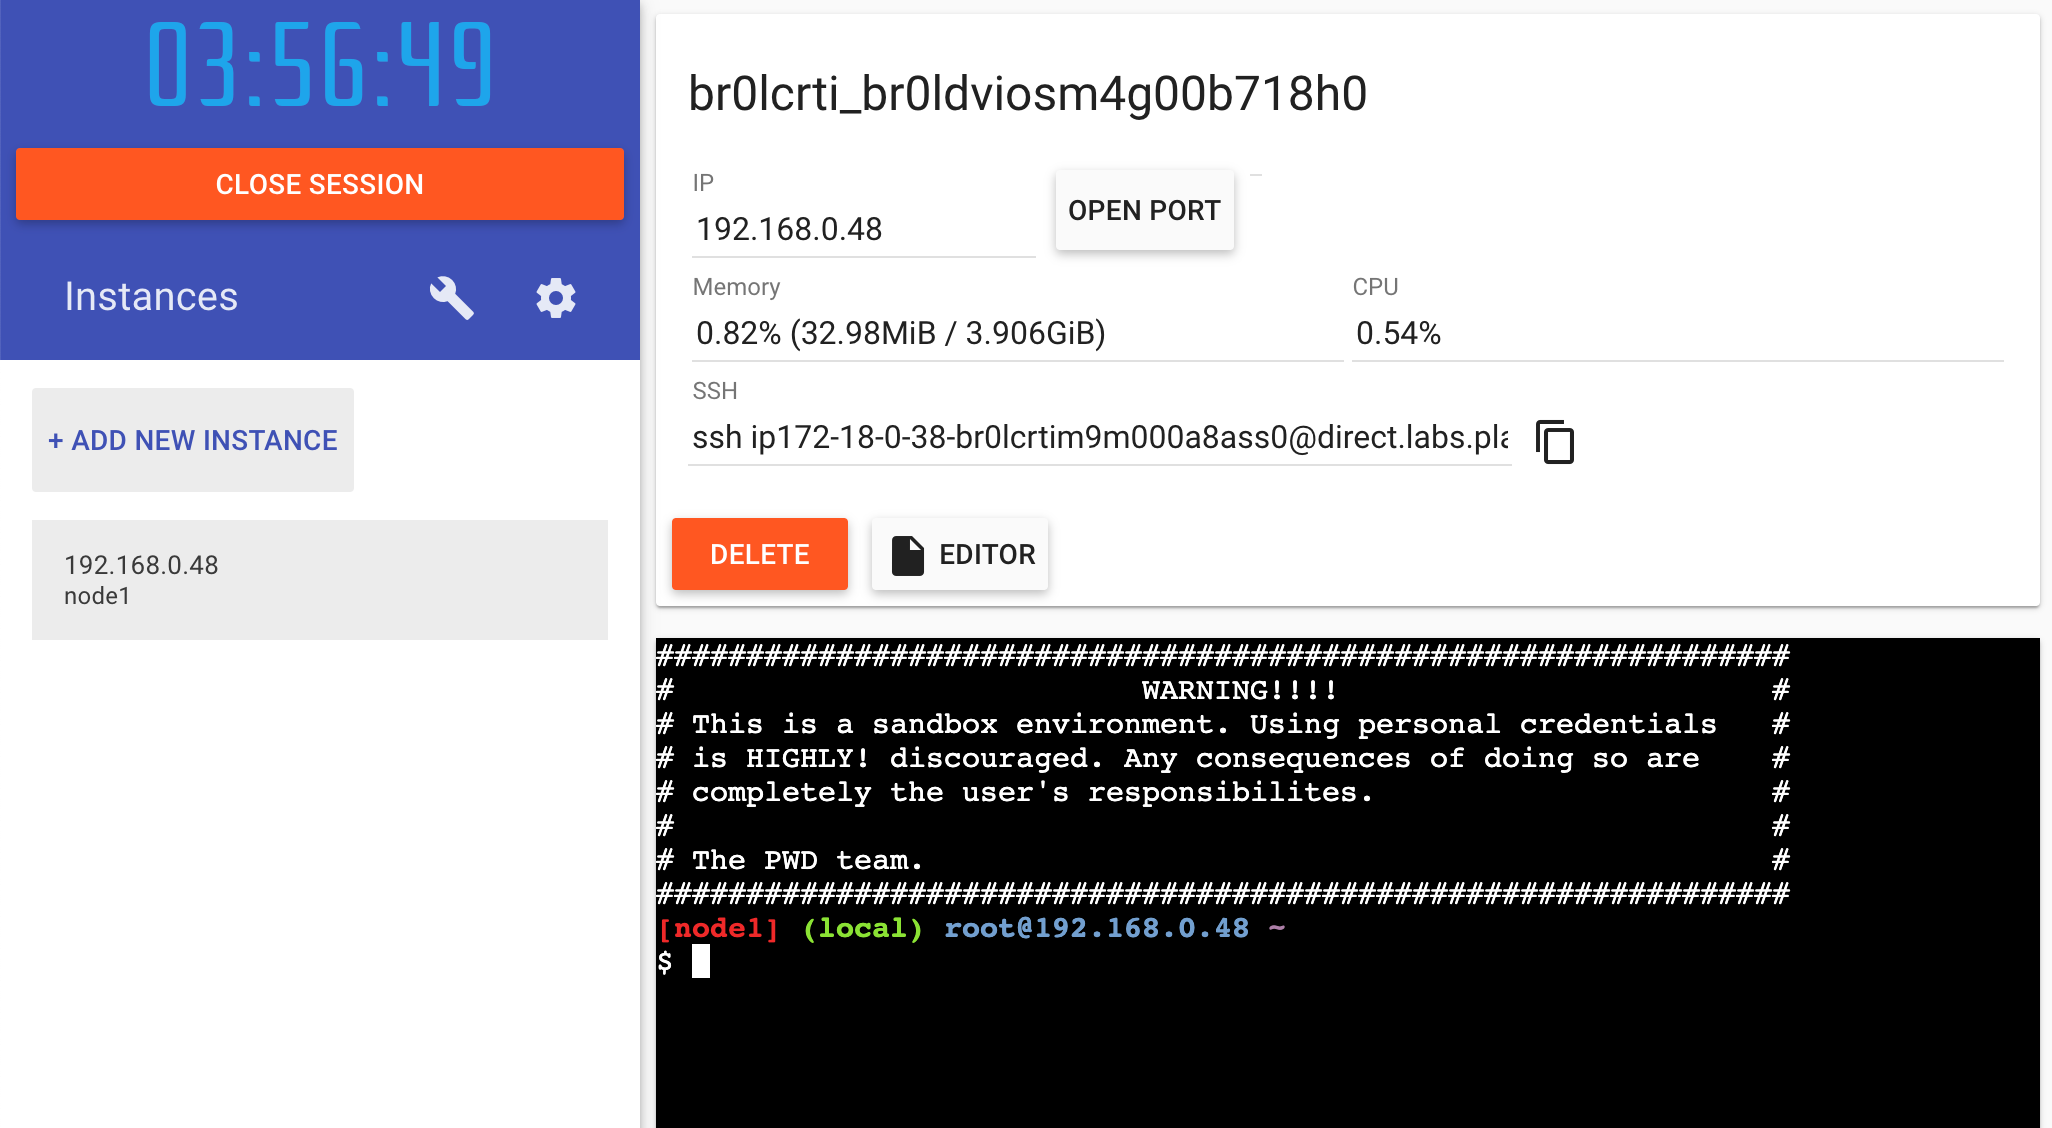 03:56:49
CLOSE SESSION
Instances
+ ADD NEW INSTANCE
192.168.0.48
node1
br0lcrti_br0ldviosm4g00b718h0
IP
192.168.0.48
OPEN PORT
Memory
0.82% (32.98MiB / 3.906GiB)
CPU
0.54%
SSH
ssh ip172-18-0-38-br0lcrtim9m000a8ass0@direct.labs.pla
DELETE
EDITOR
###############################################################
#                          WARNING!!!!                        #
# This is a sandbox environment. Using personal credentials   #
# is HIGHLY! discouraged. Any consequences of doing so are    #
# completely the user's responsibilites.                      #
#                                                             #
# The PWD team.                                               #
###############################################################
[node1] (local) root@192.168.0.48 ~
$